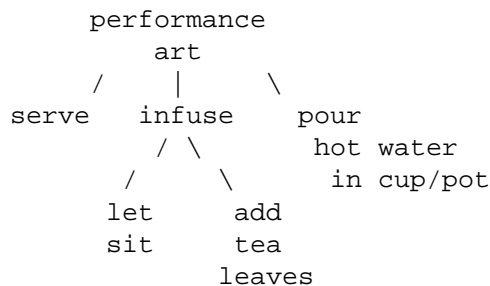 performance
art
/ | \
serve infuse pour
/ \ hot water
/ \ in cup/pot
let add
sit tea
leaves